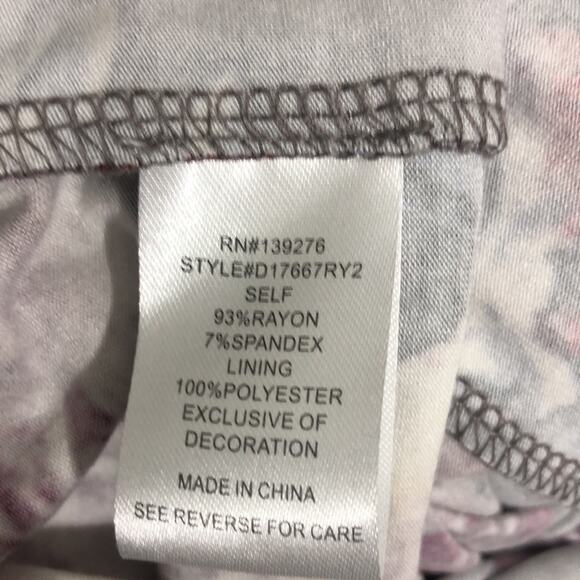 RN#139276
STYLE#D17667RY2
SELF
93%RAYON
7%SPANDEX
LINING
100%POLYESTER
EXCLUSIVE OF
DECORATION
MADE IN CHINA
SEE REVERSE FOR CARE